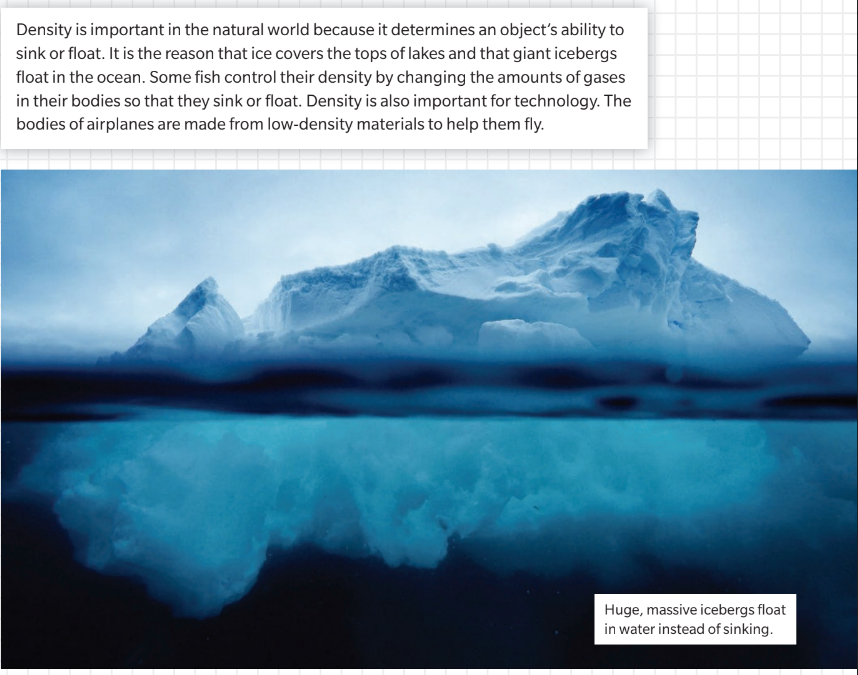 Density is important in the natural world because it determines an object's ability to
sink or float. It is the reason that ice covers the tops of lakes and that giant icebergs
float in the ocean. Some fish control their density by changing the amounts of gases
in their bodies so that they sink or float. Density is also important for technology. The
bodies of airplanes are made from low-density materials to help them fly.
Huge, massive icebergs float
in water instead of sinking.